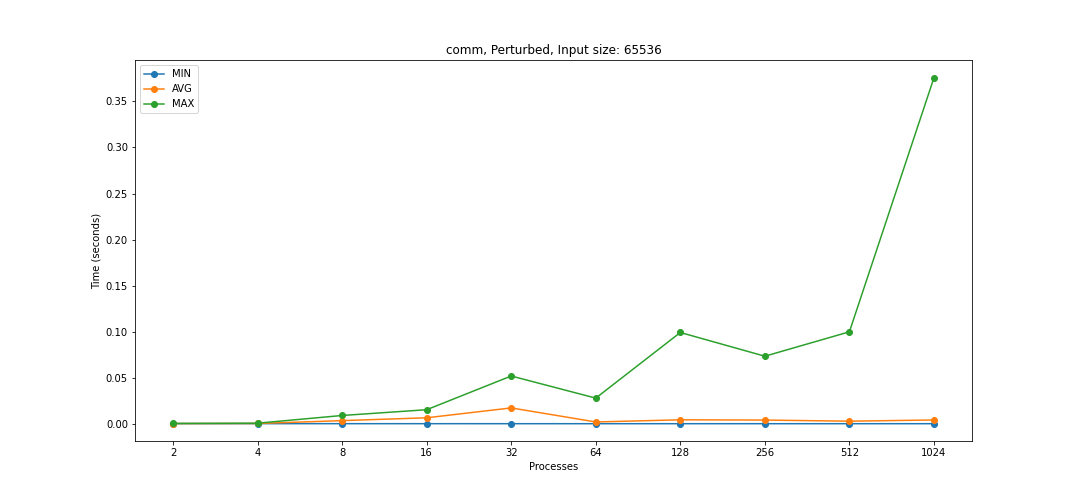 comm, Perturbed, Input size: 65536
MIN
AVG
MAX
0.35
0.30
0.25
0.20
0.15
0.10
0.05
0.00
Time (seconds)
2 4 8 16 32 64 128 256 512 1024
Processes